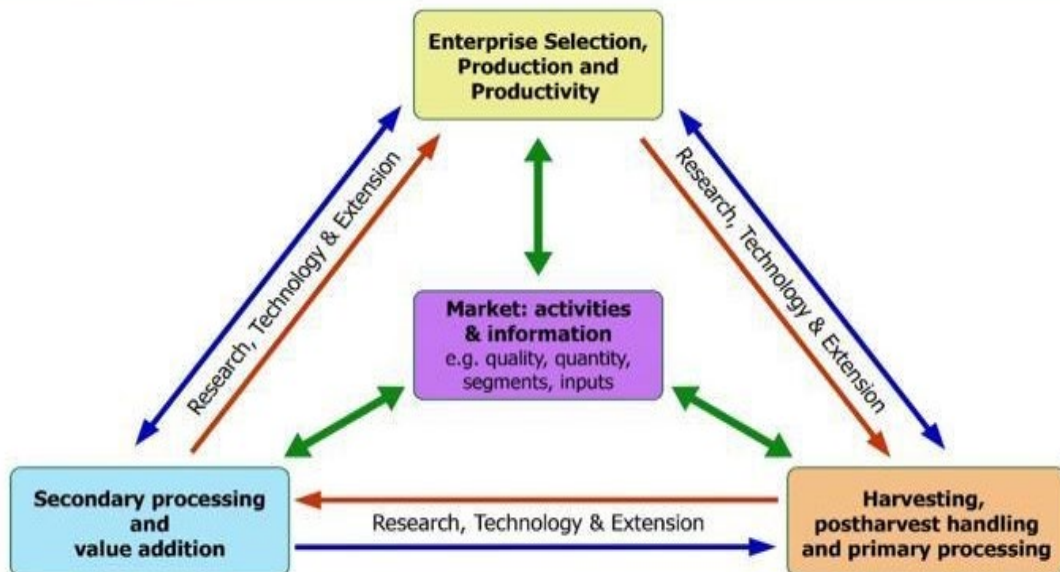 Enterprise Selection,
Production and
Productivity
Research, Technology & Extension
Research, Technology & Extension
Market: activities
& information
e.g. quality, quantity,
segments, inputs
Secondary processing
and
value addition
Research, Technology & Extension
Harvesting,
postharvest handling
and primary processing